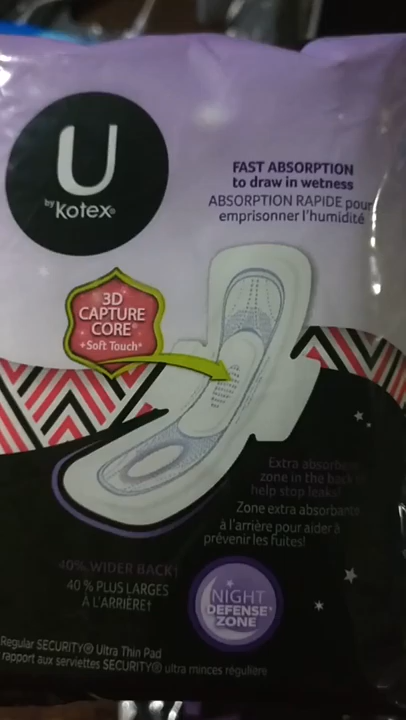 U
by Kotex®
FAST ABSORPTION
to draw in wetness
ABSORPTION RAPIDE pour
emprisonner l'humidité
3D
CAPTURE
CORE®
+Soft Touch*
Extra absorbent
zone in the back
help stop leaks!
Zone extra absorbante
à l'arrière pour aider à
prévenir les fuites!
40% WIDER BACK†
40 % PLUS LARGES
À L'ARRIÈRE†
NIGHT
DEFENSE*
ZONE
Regular SECURITY® Ultra Thin Pad
rapport aux serviettes SECURITY® ultra minces régulière